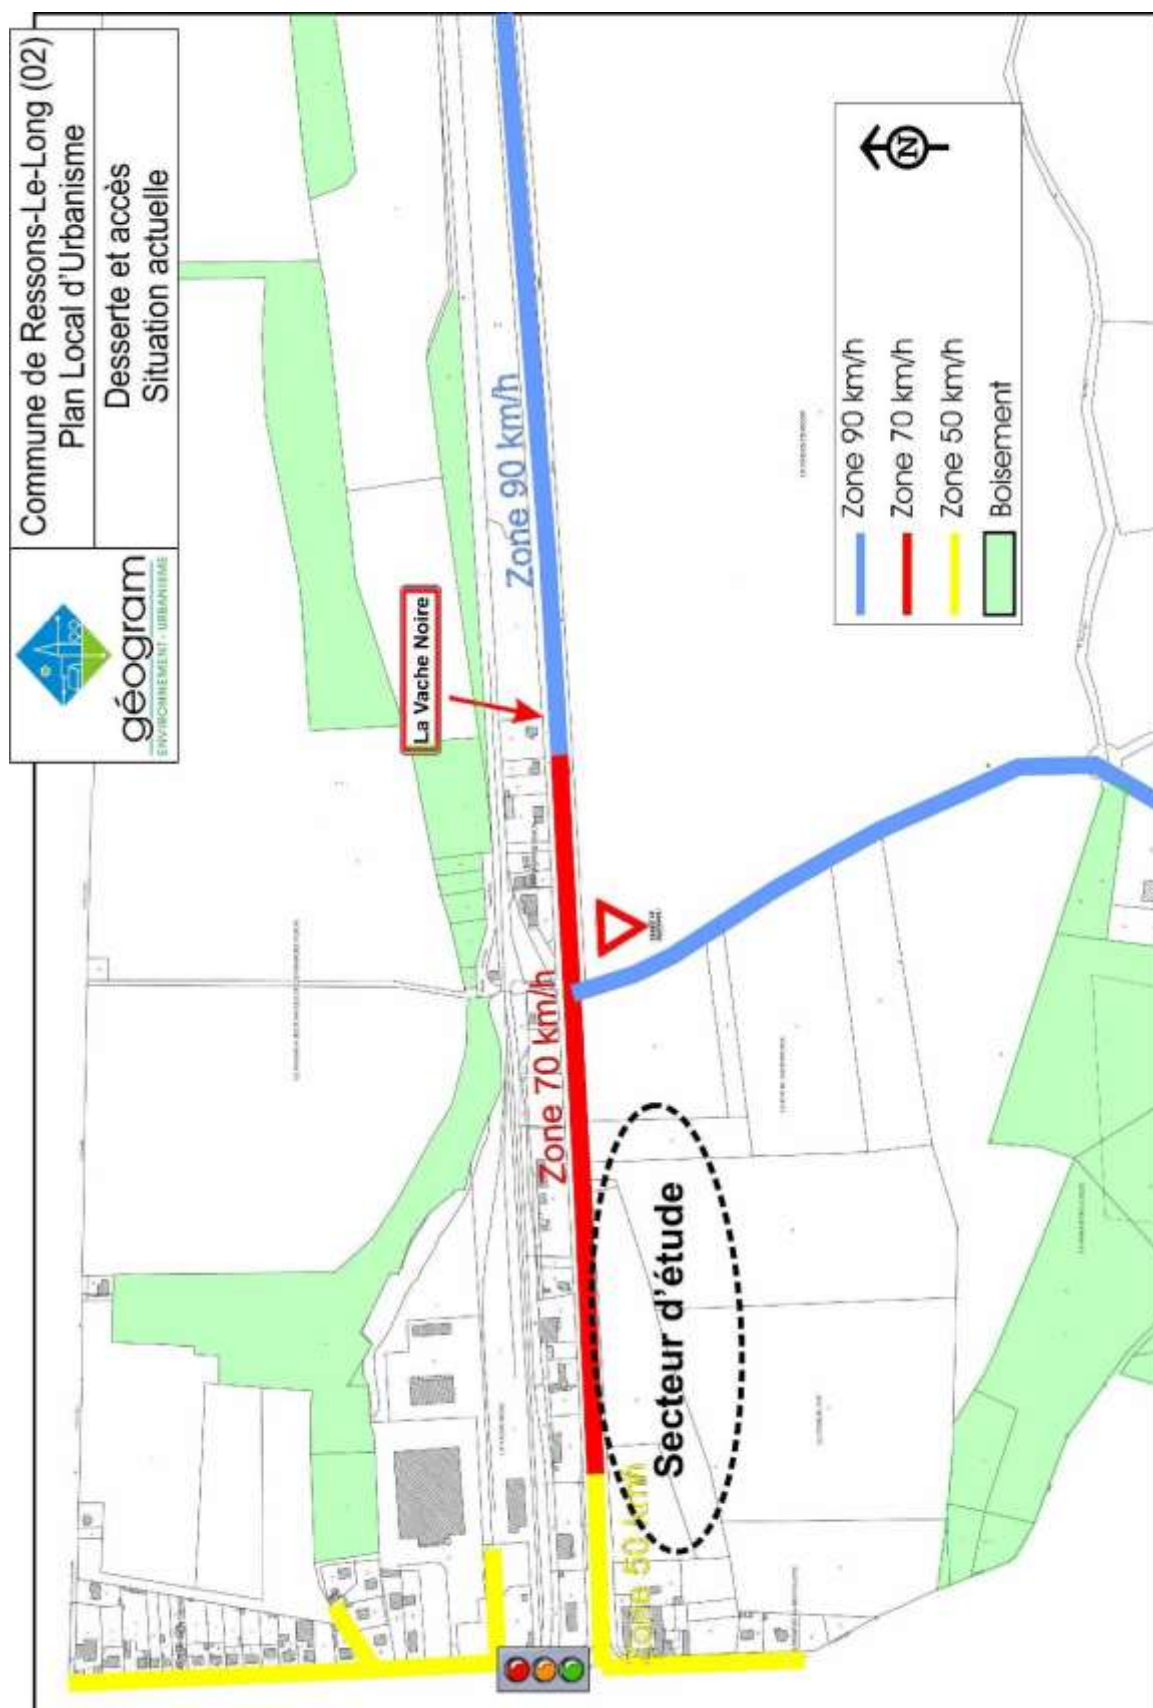 Commune de Ressons-Le-Long (02)
Plan Local d'Urbanisme
Desserte et accès
Situation actuelle
géogram
ENVIRONNEMENT - URBANISME
La Vache Noire
Zone 90 km/h
Zone 70 km/h
Zone 50 km/h
Secteur d'étude
N
Zone 90 km/h
Zone 70 km/h
Zone 50 km/h
Boisement